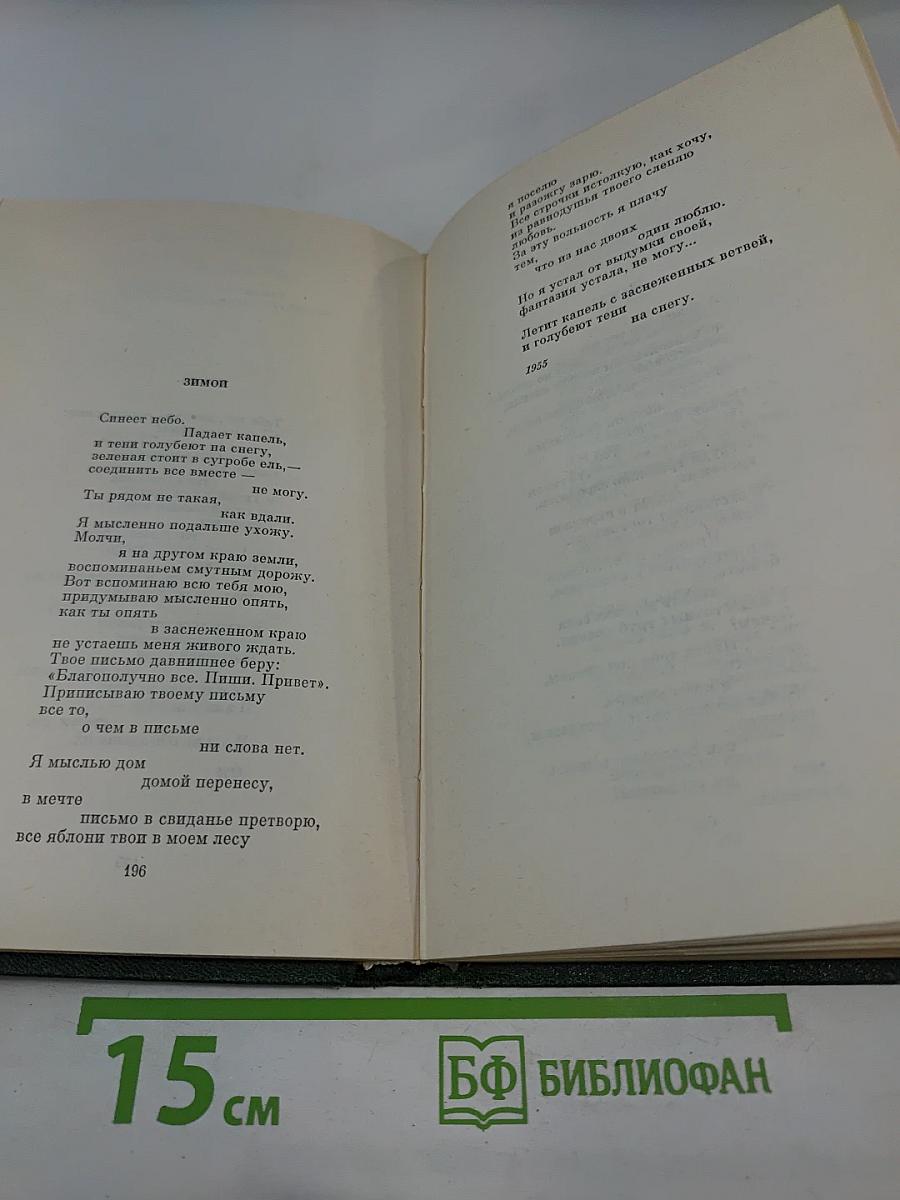 ЗИМОЙ
Синеет небо.
Падает капель,
и тени голубеют на снегу,
зеленая стоит в сугробе ель,—
соединить все вместе —
не могу.
Ты рядом не такая,
как вдали.
Я мысленно подальше ухожу.
Молчи,
я на другом краю земли,
воспоминаньем смутным дорожу.
Вот вспоминаю всю тебя мою,
придумываю мысленно опять,
как ты опять
в заснеженном краю
не устаешь меня живого ждать.
Твое письмо давнишнее беру:
«Благополучно все. Пиши. Привет».
Приписываю твоему письму
все то,
о чем в письме
ни слова нет.
Я мыслью дом
домой перенесу,
в мечте
письмо в свиданье претворю,
все яблони твои в моем лесу
196
я поселю
и разожгу зарю.
Все строчки истолкую, как хочу,
из равнодушья твоего слеплю
любовь.
За эту вольность я плачу
тем,
что из нас двоих
один люблю.
Но я устал от выдумки своей,
фантазия устала, не могу...
Летит капель с заснеженных ветвей,
и голубеют тени
на снегу.
1955
15 см
БФ БИБЛИОФАН